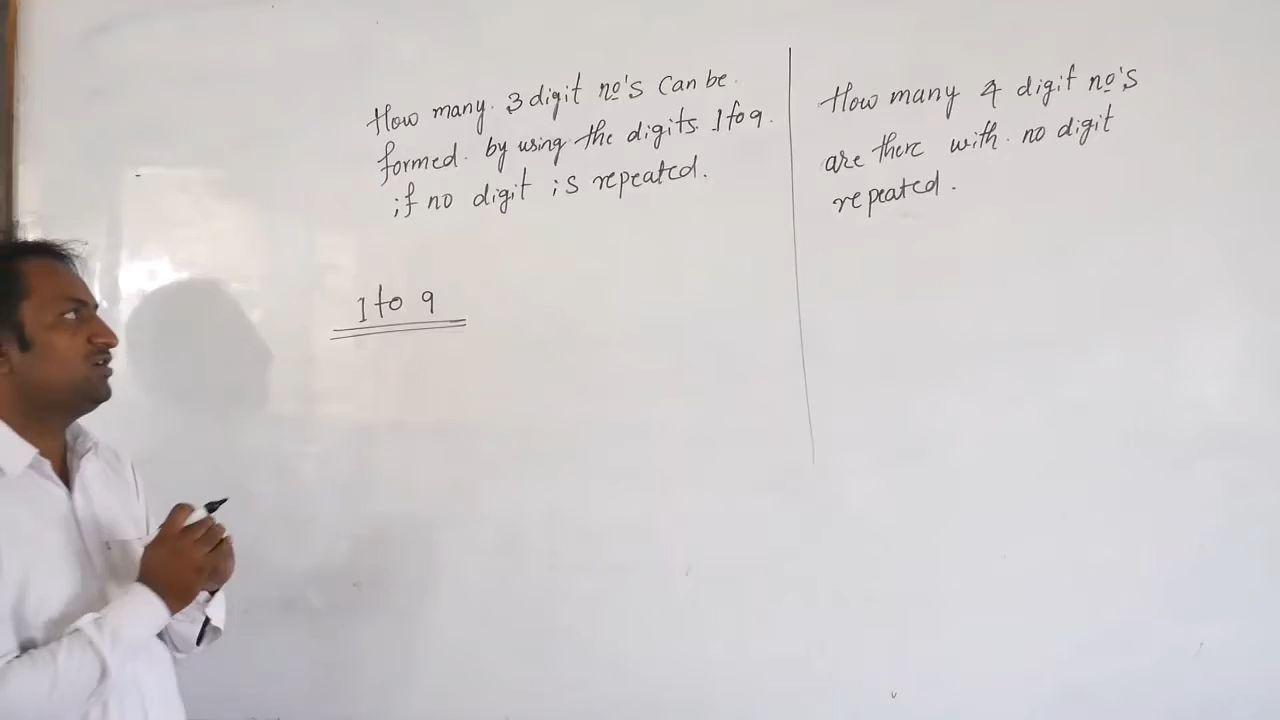 How many 3 digit no's can be
formed by using the digits 1 to 9
if no digit is repeated.
1 to 9
How many 4 digit no's
are there with no digit
repeated.